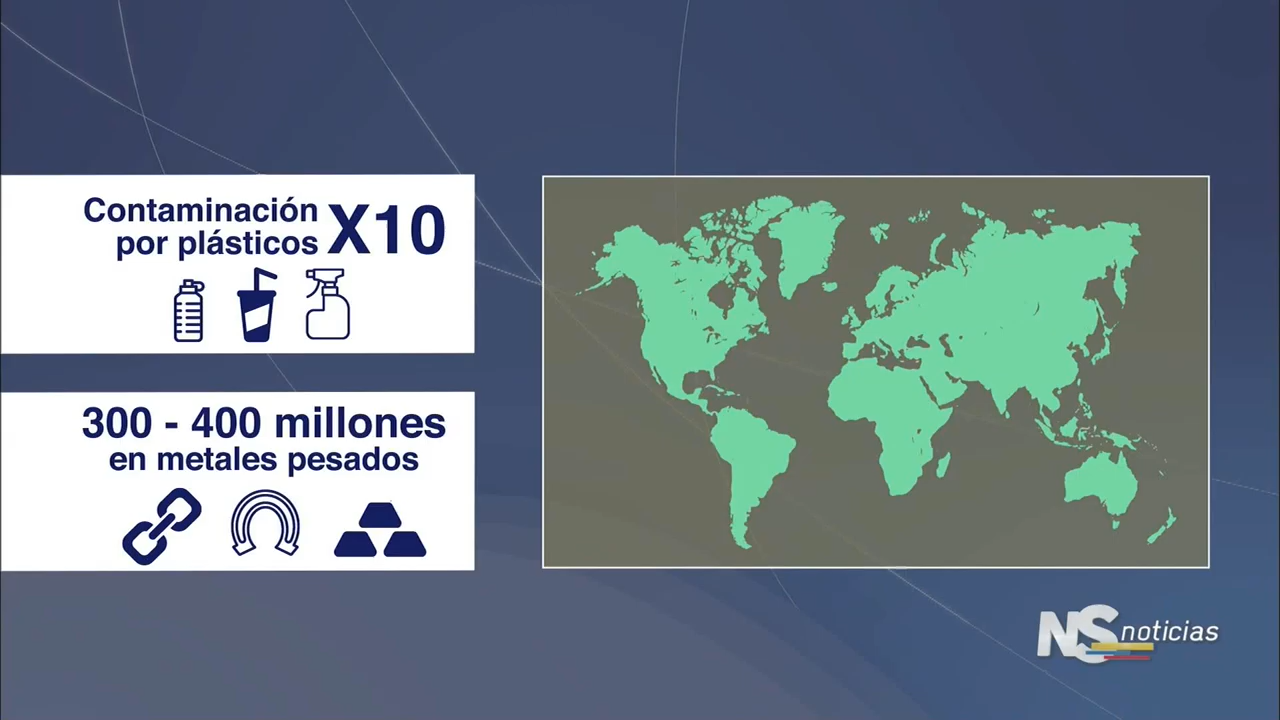 Contaminación
por plásticos X10
300 - 400 millones
en metales pesados
NS noticias